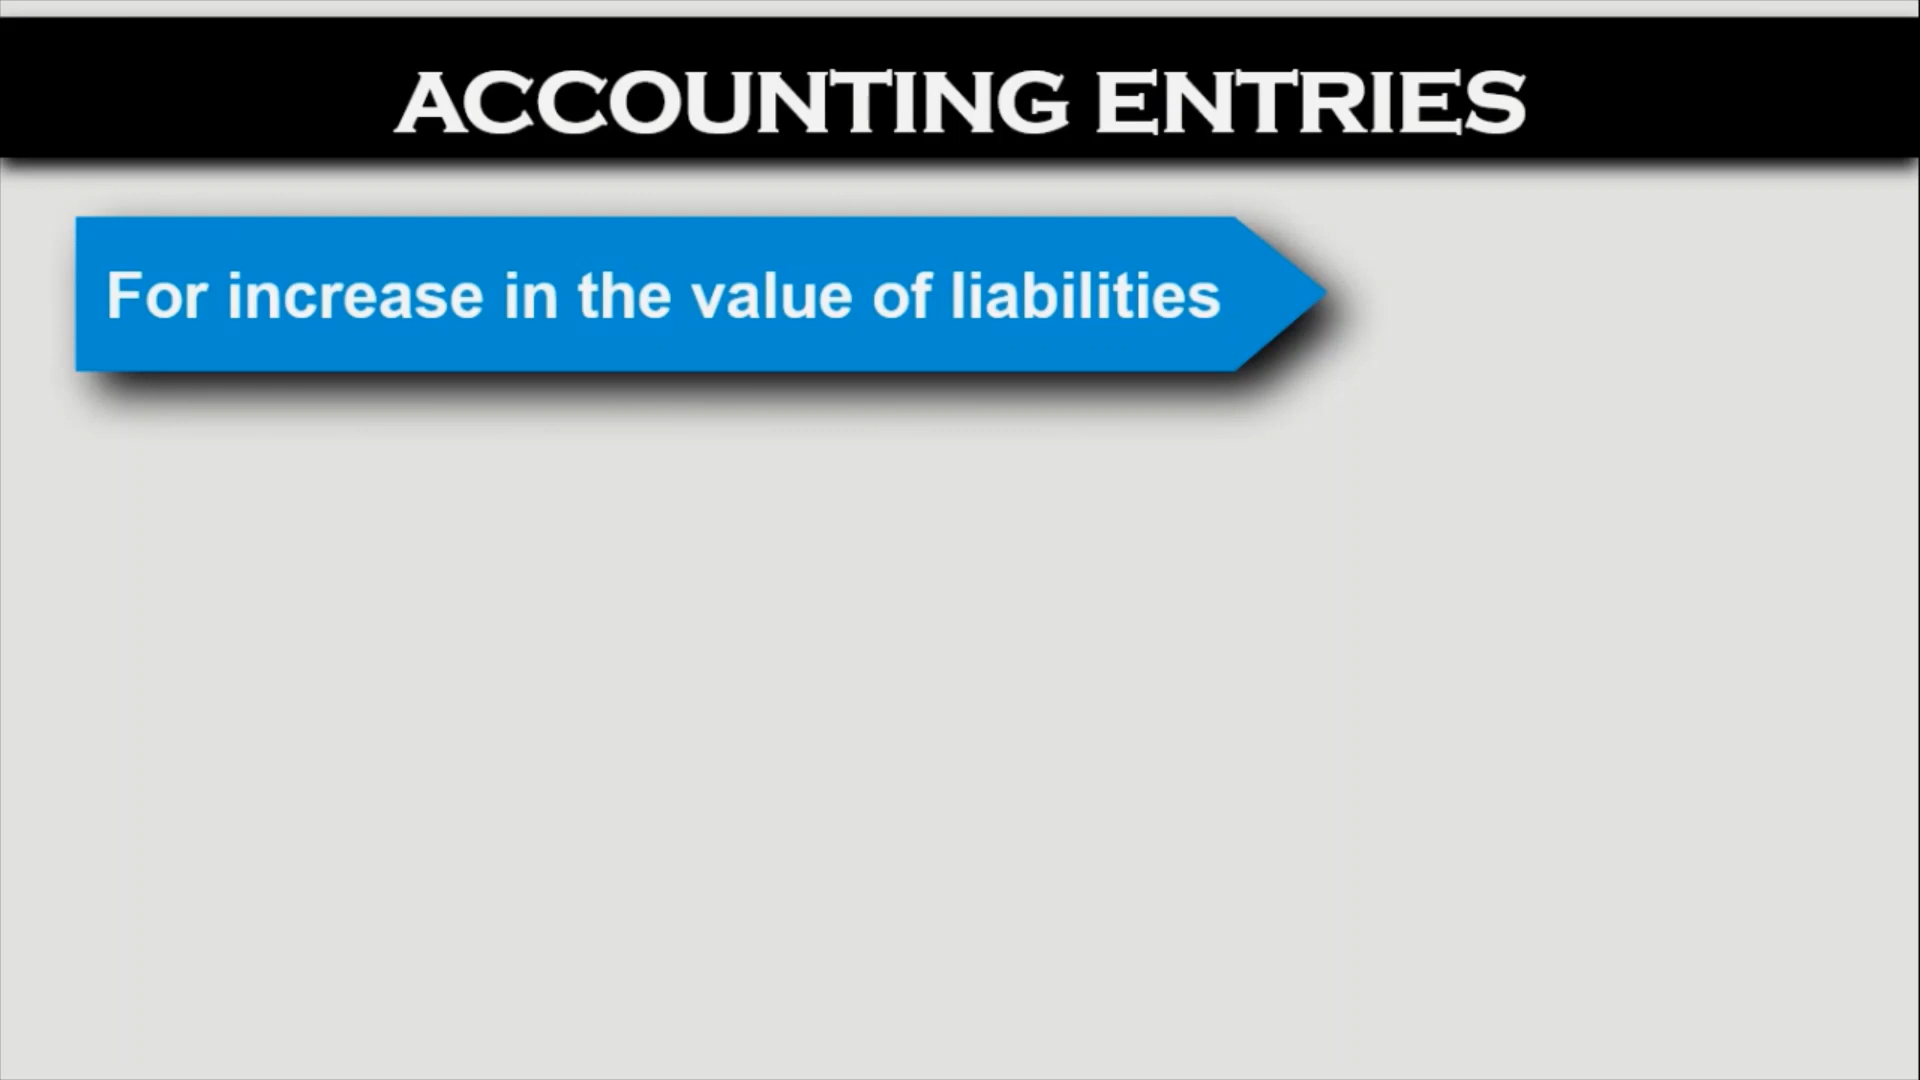 ACCOUNTING ENTRIES
For increase in the value of liabilities